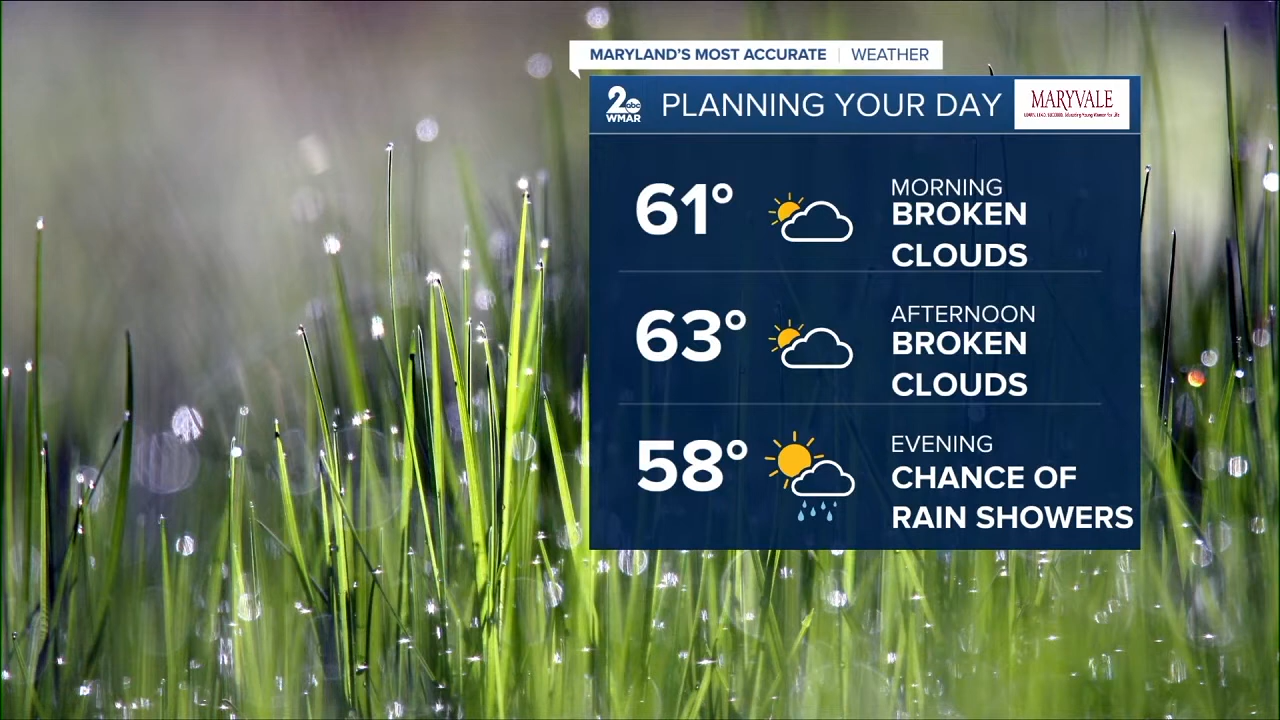 MARYLAND'S MOST ACCURATE | WEATHER
2 abc
WMAR
PLANNING YOUR DAY
MARYVALE
61°
MORNING
BROKEN
CLOUDS
63°
AFTERNOON
BROKEN
CLOUDS
58°
EVENING
CHANCE OF
RAIN SHOWERS